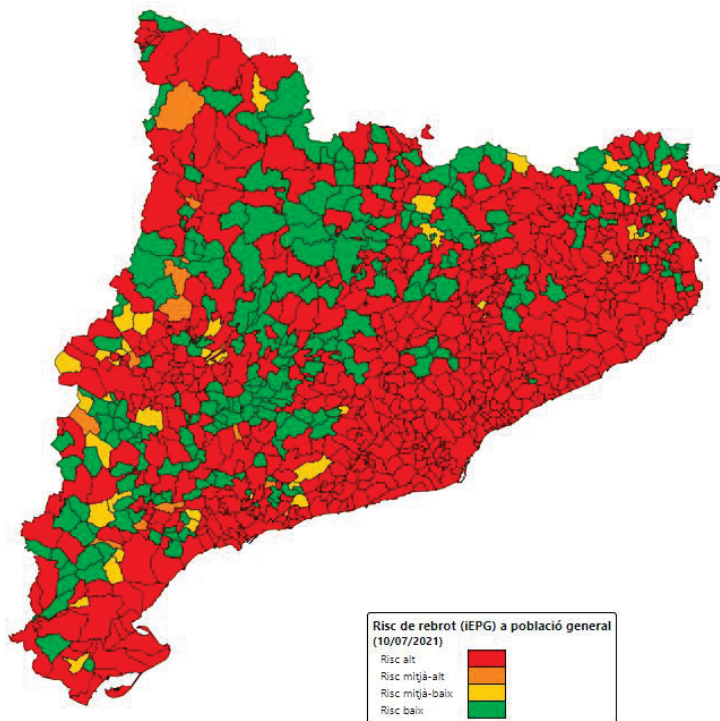 Risc de rebrot (iEPG) a població general
(10/07/2021)
Risc alt
Risc mitjà-alt
Risc mitjà-baix
Risc baix